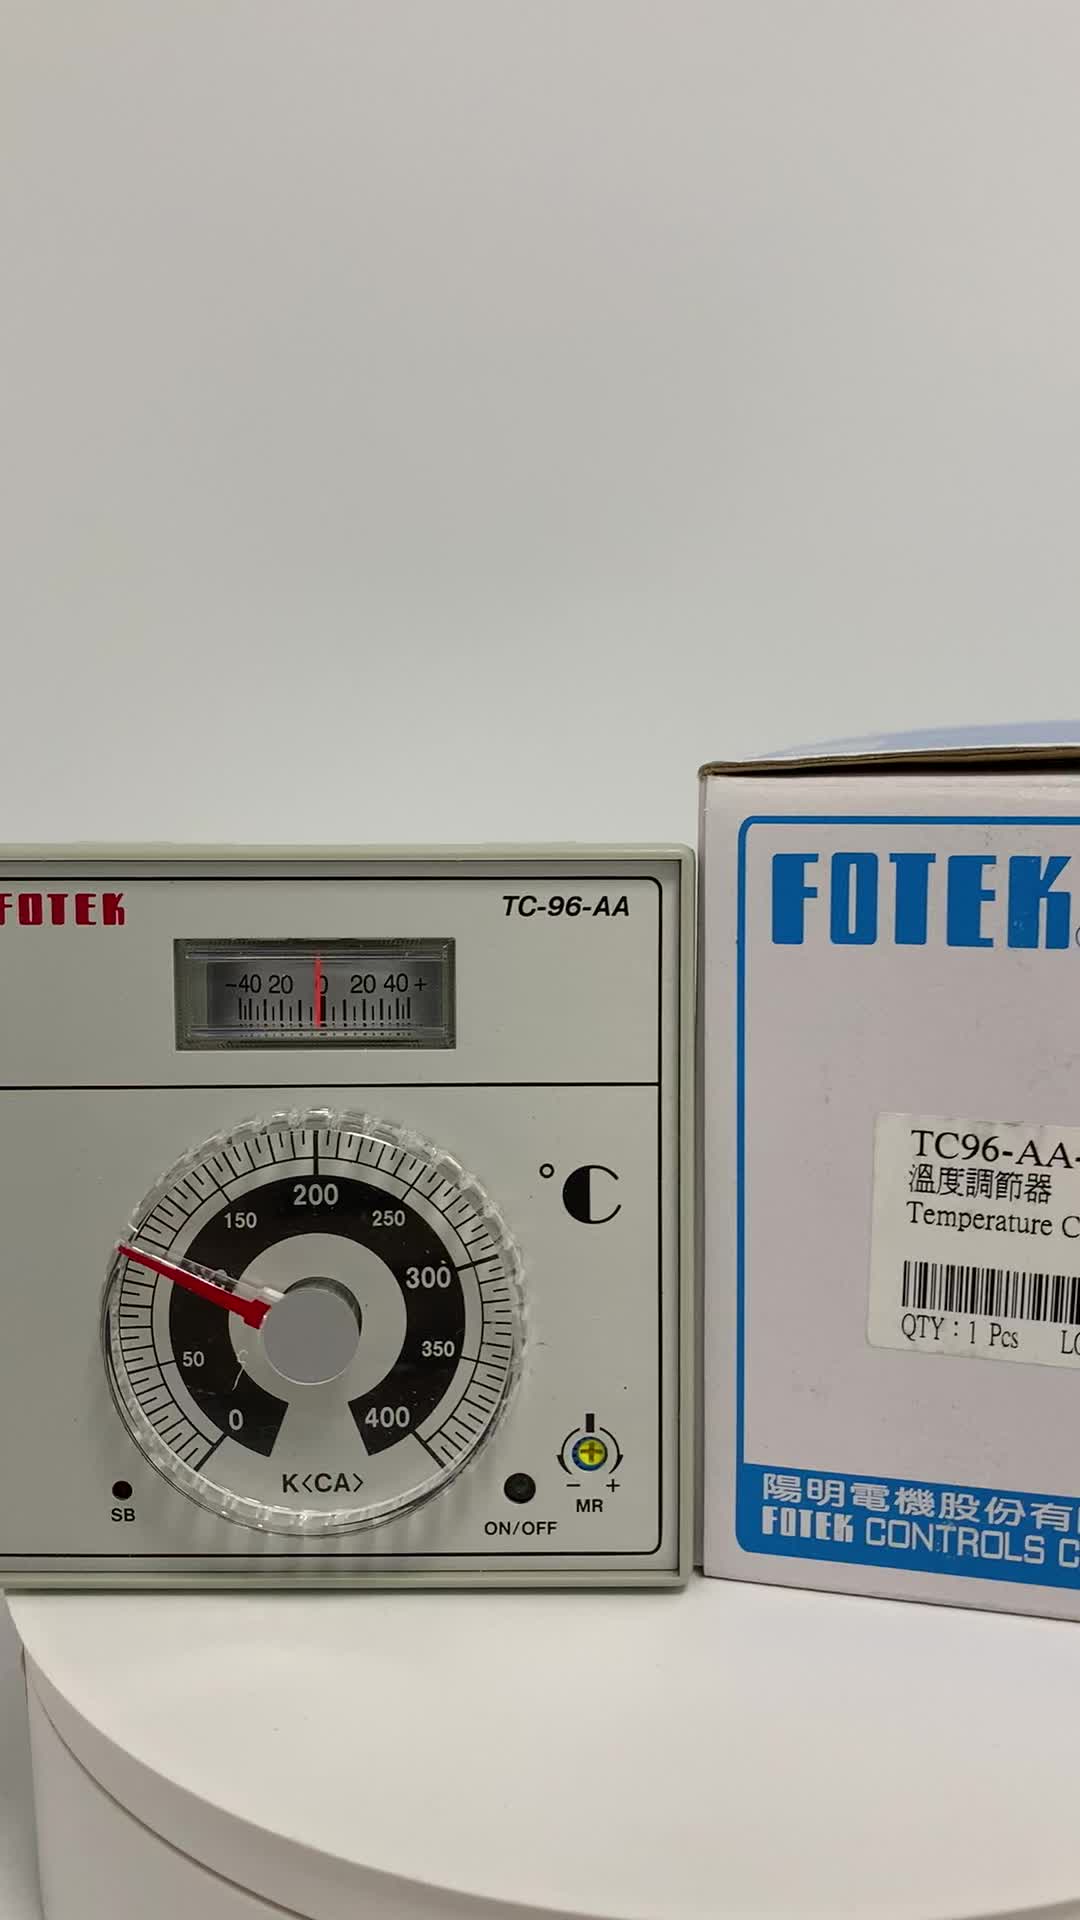 FOTEK
TC-96-AA
-40 20 0 20 40 +
200
150
250
300
50
350
0
400
°C
K<CA>
SB
ON/OFF
- +
MR
FOTEK
TC96-AA-
溫度調節器
Temperature C
QTY : 1 Pcs
陽明電機股份有
FOTEK CONTROLS C